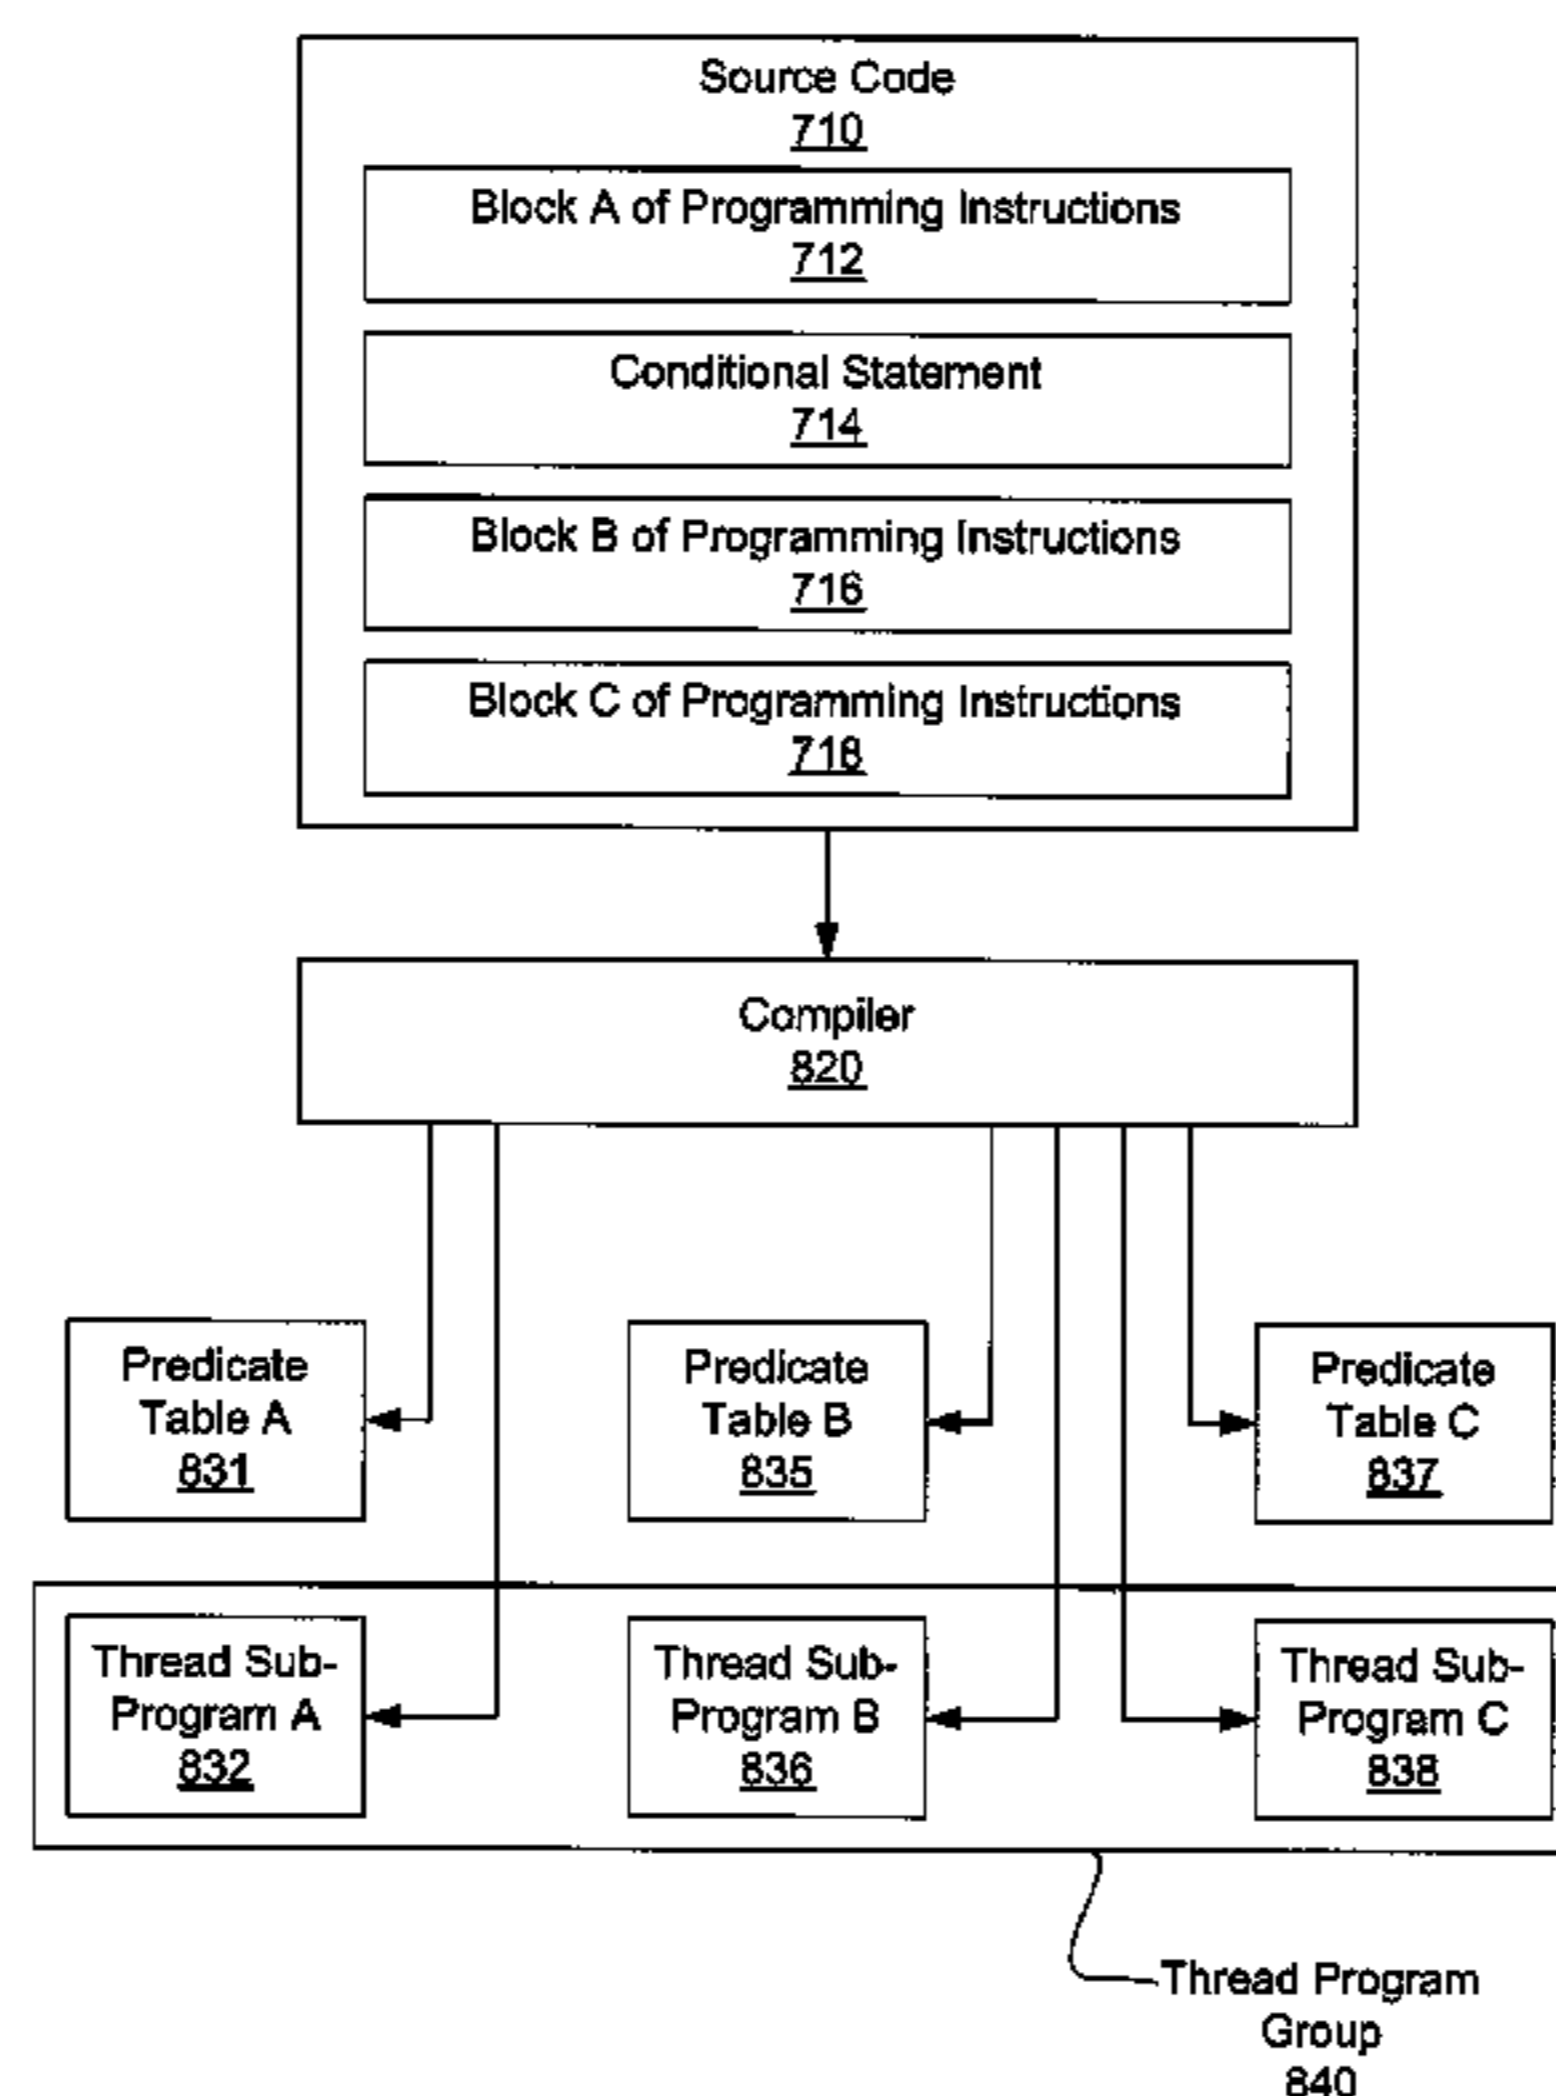 Source Code
710
Block A of Programming Instructions
712
Conditional Statement
714
Block B of Programming Instructions
716
Block C of Programming Instructions
718
Compiler
820
Predicate
Table A
831
Predicate
Table B
835
Predicate
Table C
837
Thread Sub-
Program A
832
Thread Sub-
Program B
836
Thread Sub-
Program C
838
Thread Program
Group
840